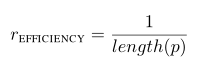 r_EFFICIENCY = 1 / length(p)